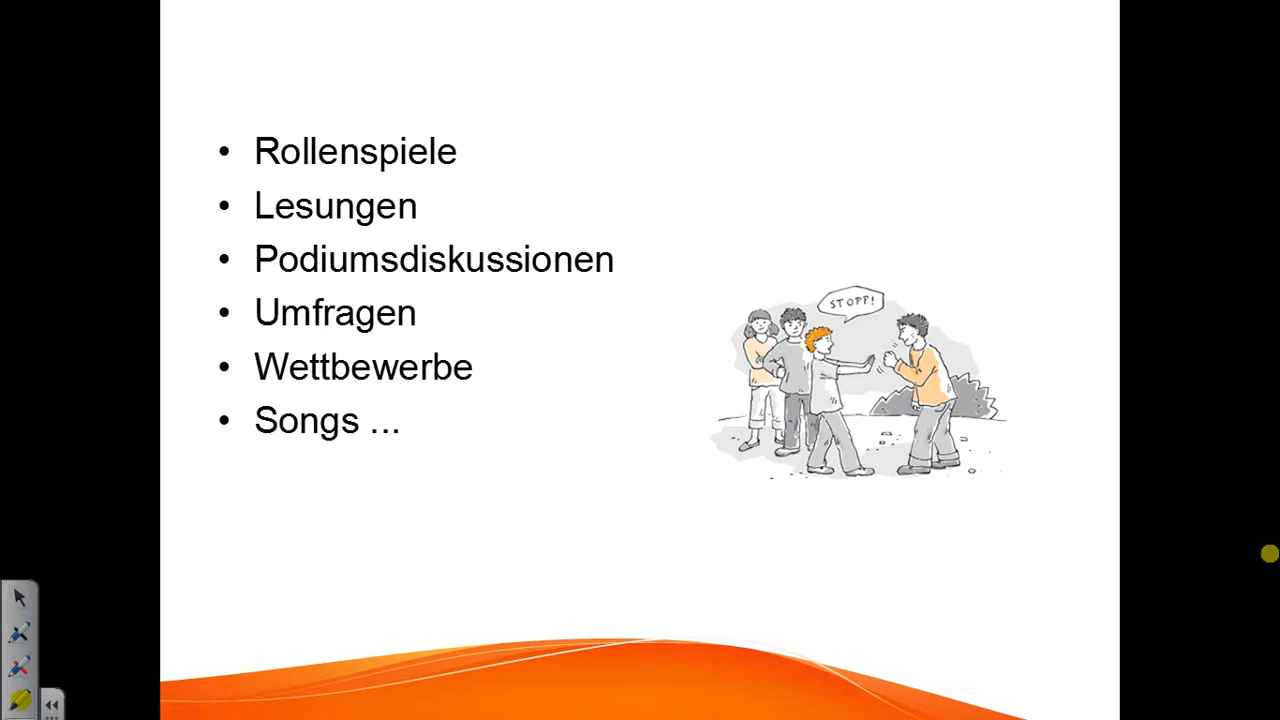 • Rollenspiele
• Lesungen
• Podiumsdiskussionen
• Umfragen
• Wettbewerbe
• Songs ...
STOPP!